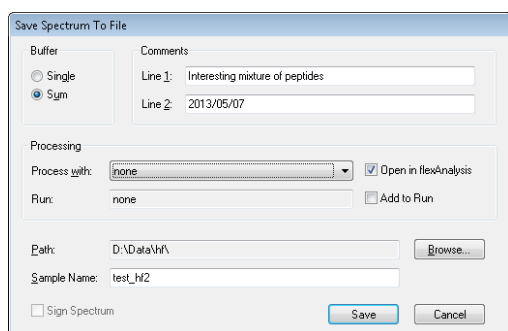 Save Spectrum To File
Buffer
Single
Sum
Comments
Line 1: Interesting mixture of peptides
Line 2: 2013/05/07
Processing
Process with: none
Open in flexAnalysis
Run: none
Add to Run
Path: D:\Data\hf\
Browse...
Sample Name: test_hf2
Sign Spectrum
Save
Cancel